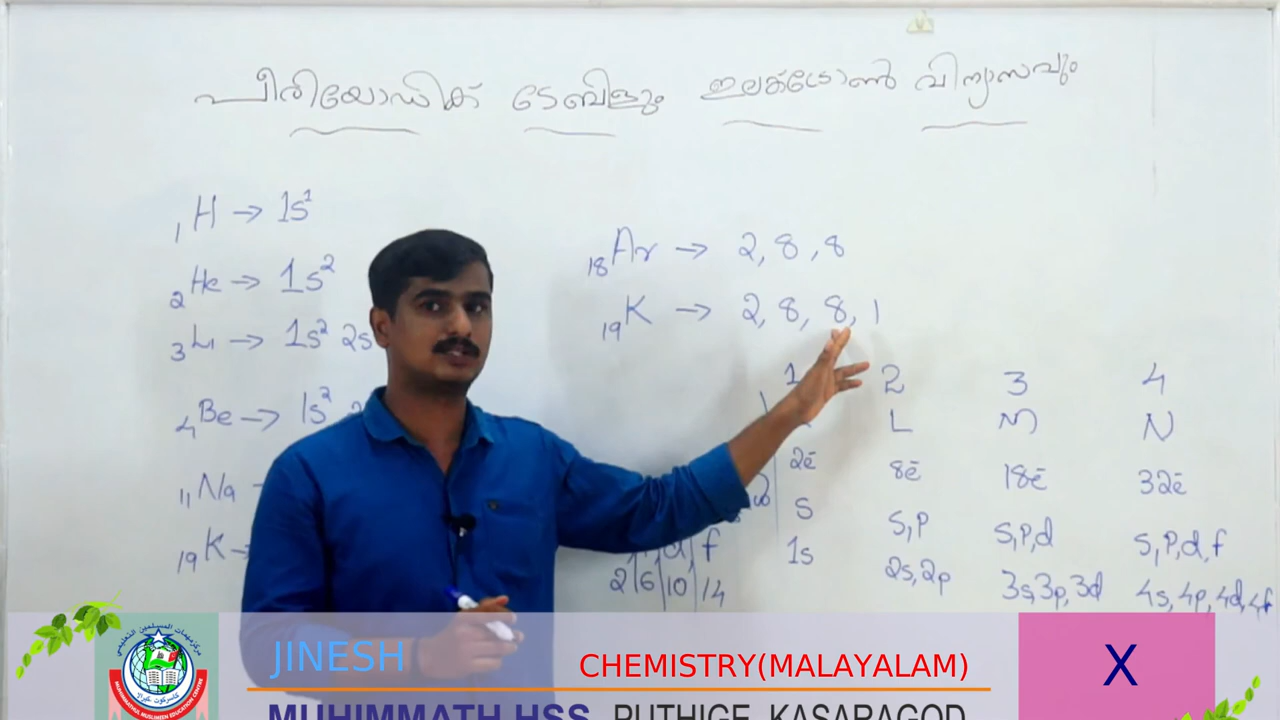 പീരിയോഡിക് ടേബിളും ഇലക്ട്രോൺ വിന്യാസവും
₁H → 1s¹
₂He → 1s²
₃Li → 1s² 2s
₄Be → 1s²
₁₁Na
₁₉K
₁₈Ar → 2, 8, 8
₁₉K → 2, 8, 8, 1
1 2 3 4
L M N
2ē 8ē 18ē 32ē
s s,p s,p,d s,p,d,f
d, f
1s 2s,2p 3s,3p,3d 4s,4p,4d,4f
2 6 10 14
JINESH
CHEMISTRY(MALAYALAM)
X
MUHIMMATH HSS PUTHIGE, KASARAGOD